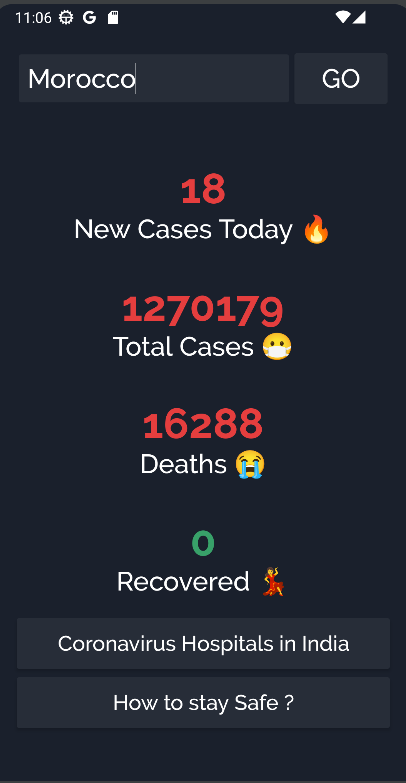 11:06
Morocco
GO
18
New Cases Today 🔥
1270179
Total Cases 😷
16288
Deaths 😭
0
Recovered 💃
Coronavirus Hospitals in India
How to stay Safe ?